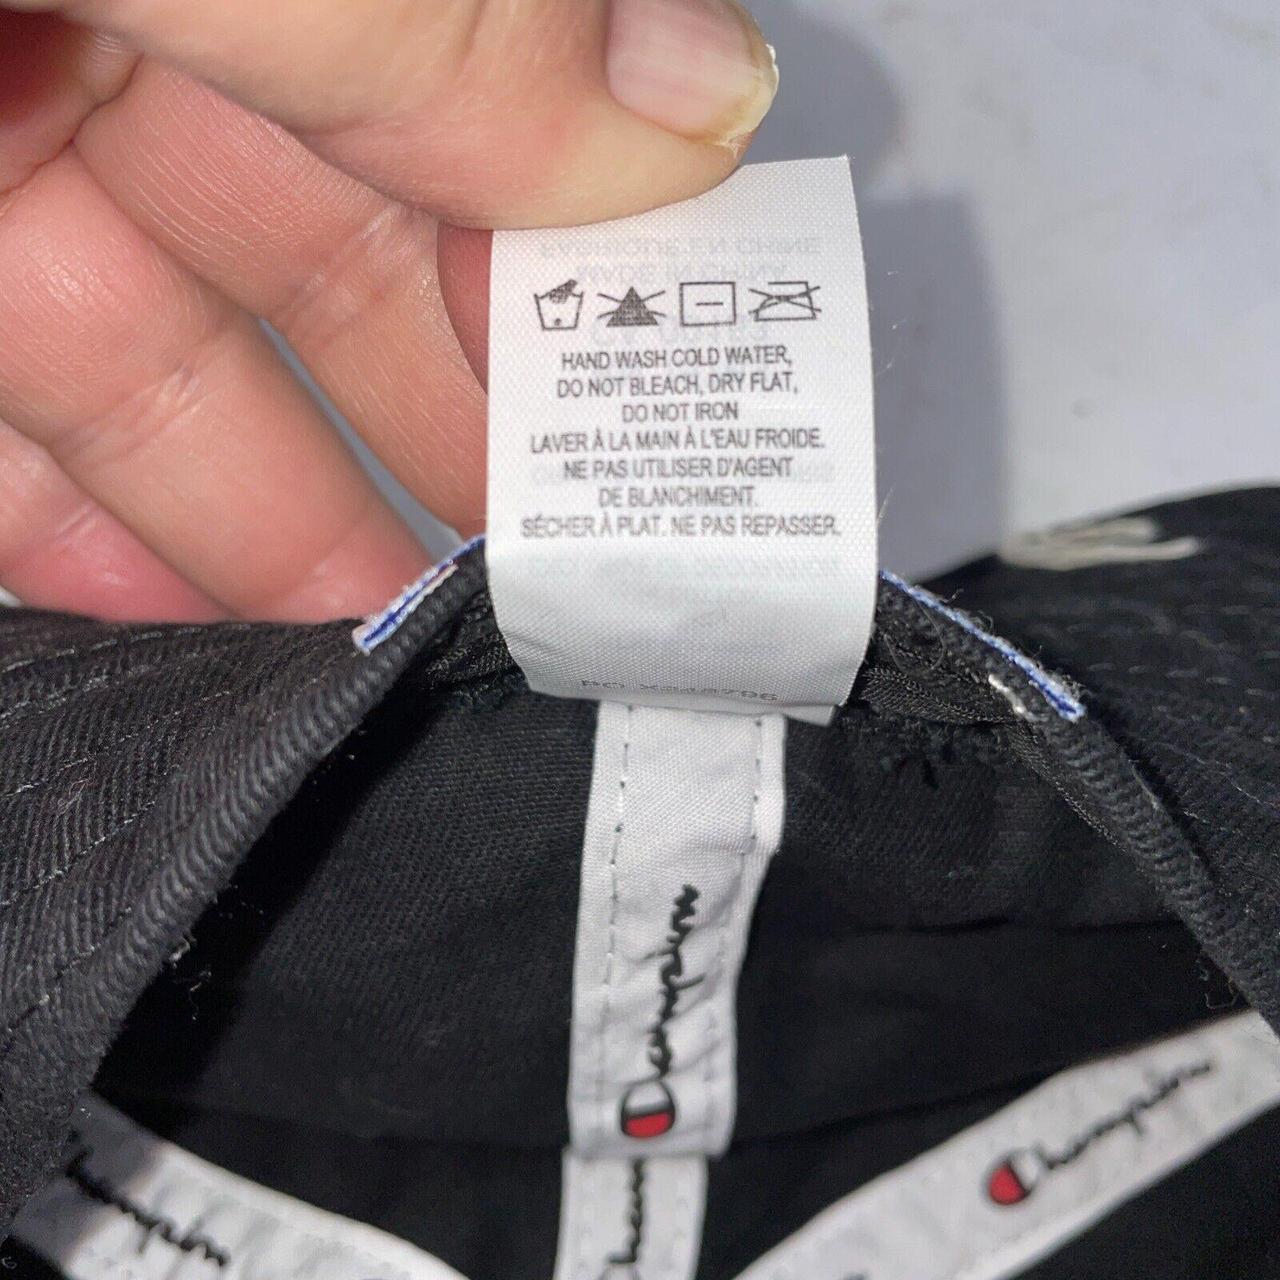 HAND WASH COLD WATER,
DO NOT BLEACH, DRY FLAT,
DO NOT IRON
LAVER À LA MAIN À L'EAU FROIDE.
NE PAS UTILISER D'AGENT
DE BLANCHIMENT.
SÉCHER À PLAT. NE PAS REPASSER.
Champion
Champion
Champion